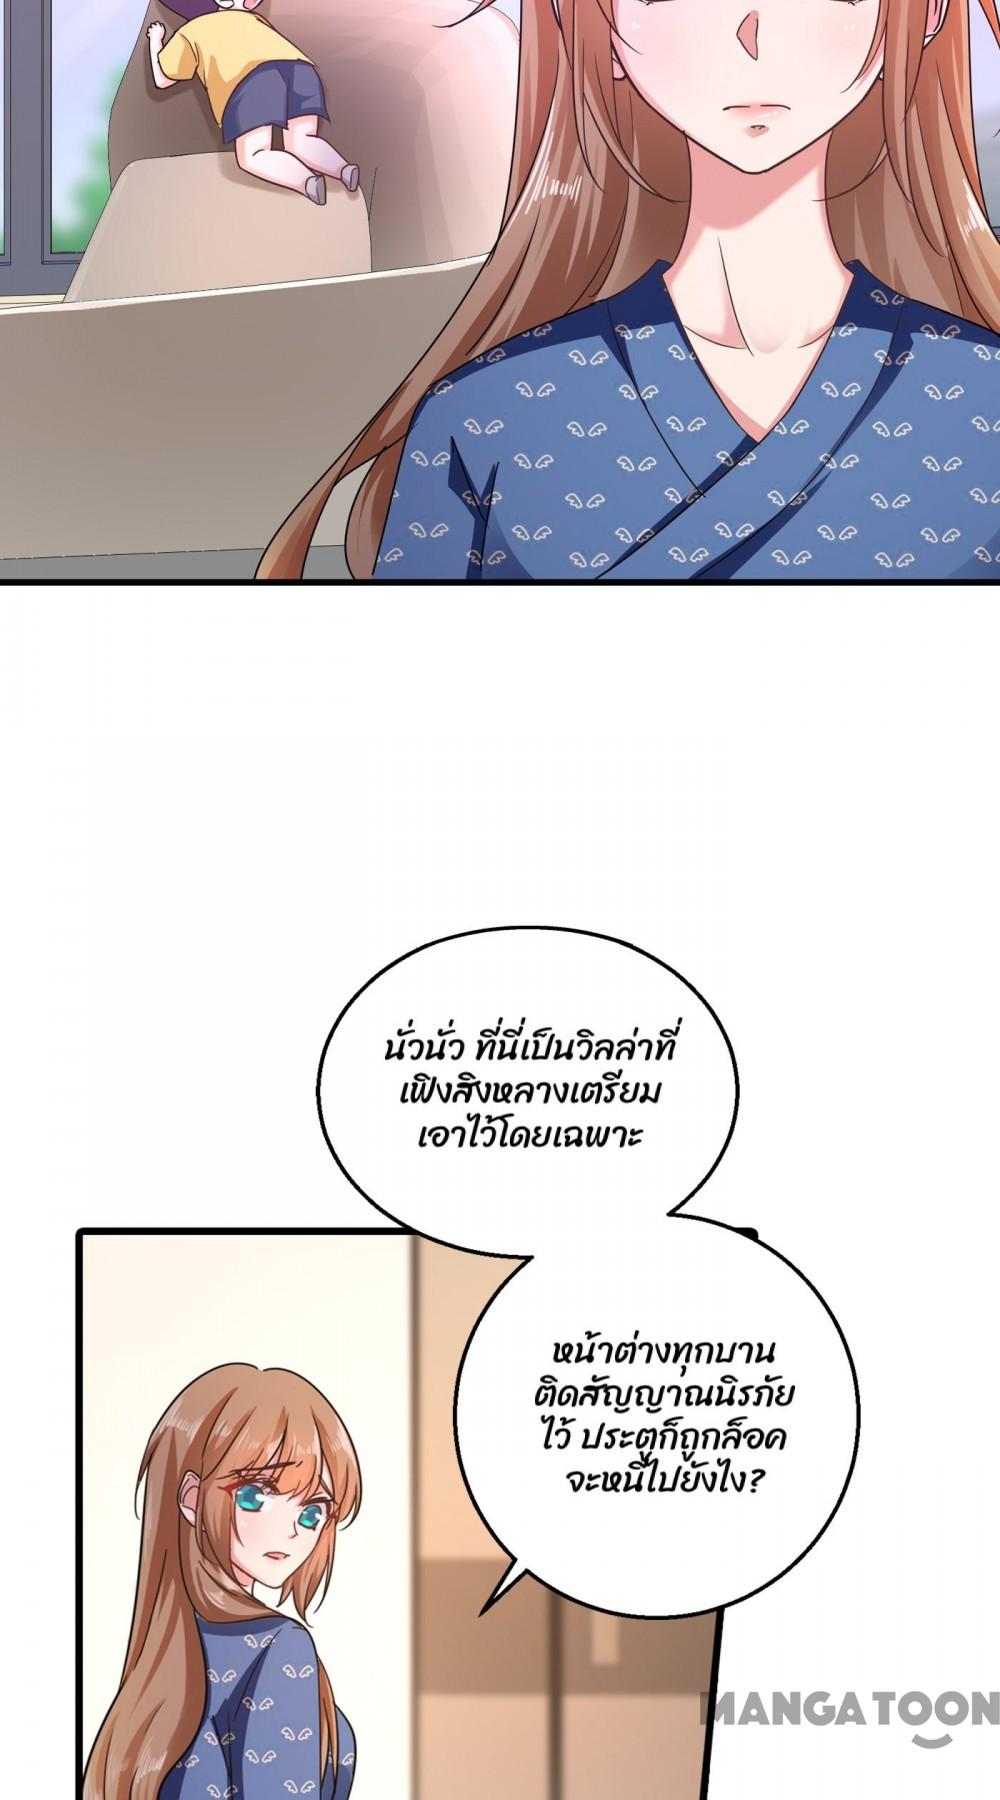 นั่วนั่ว ที่นี่เป็นวิลล่าที่
เฟิงสิงหลางเตรียม
เอาไว้โดยเฉพาะ
หน้าต่างทุกบาน
ติดสัญญาณนิรภัย
ไว้ ประตูก็ถูกล็อค
จะหนีไปยังไง?
MANGATOON